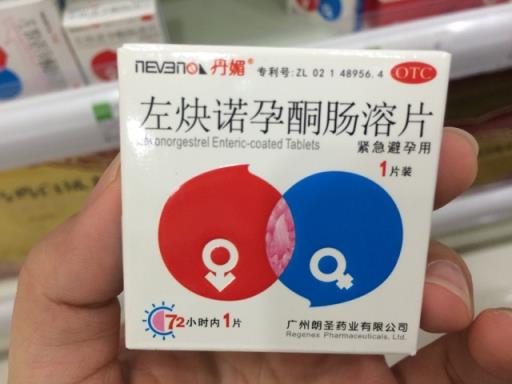 neveno 丹媚® 专利号: ZL 02 1 48956. 4 OTC
左炔诺孕酮肠溶片
Levonorgestrel Enteric-coated Tablets 紧急避孕用
1片装
72小时内1片
广州朗圣药业有限公司
Regenex Pharmaceuticals, Ltd.